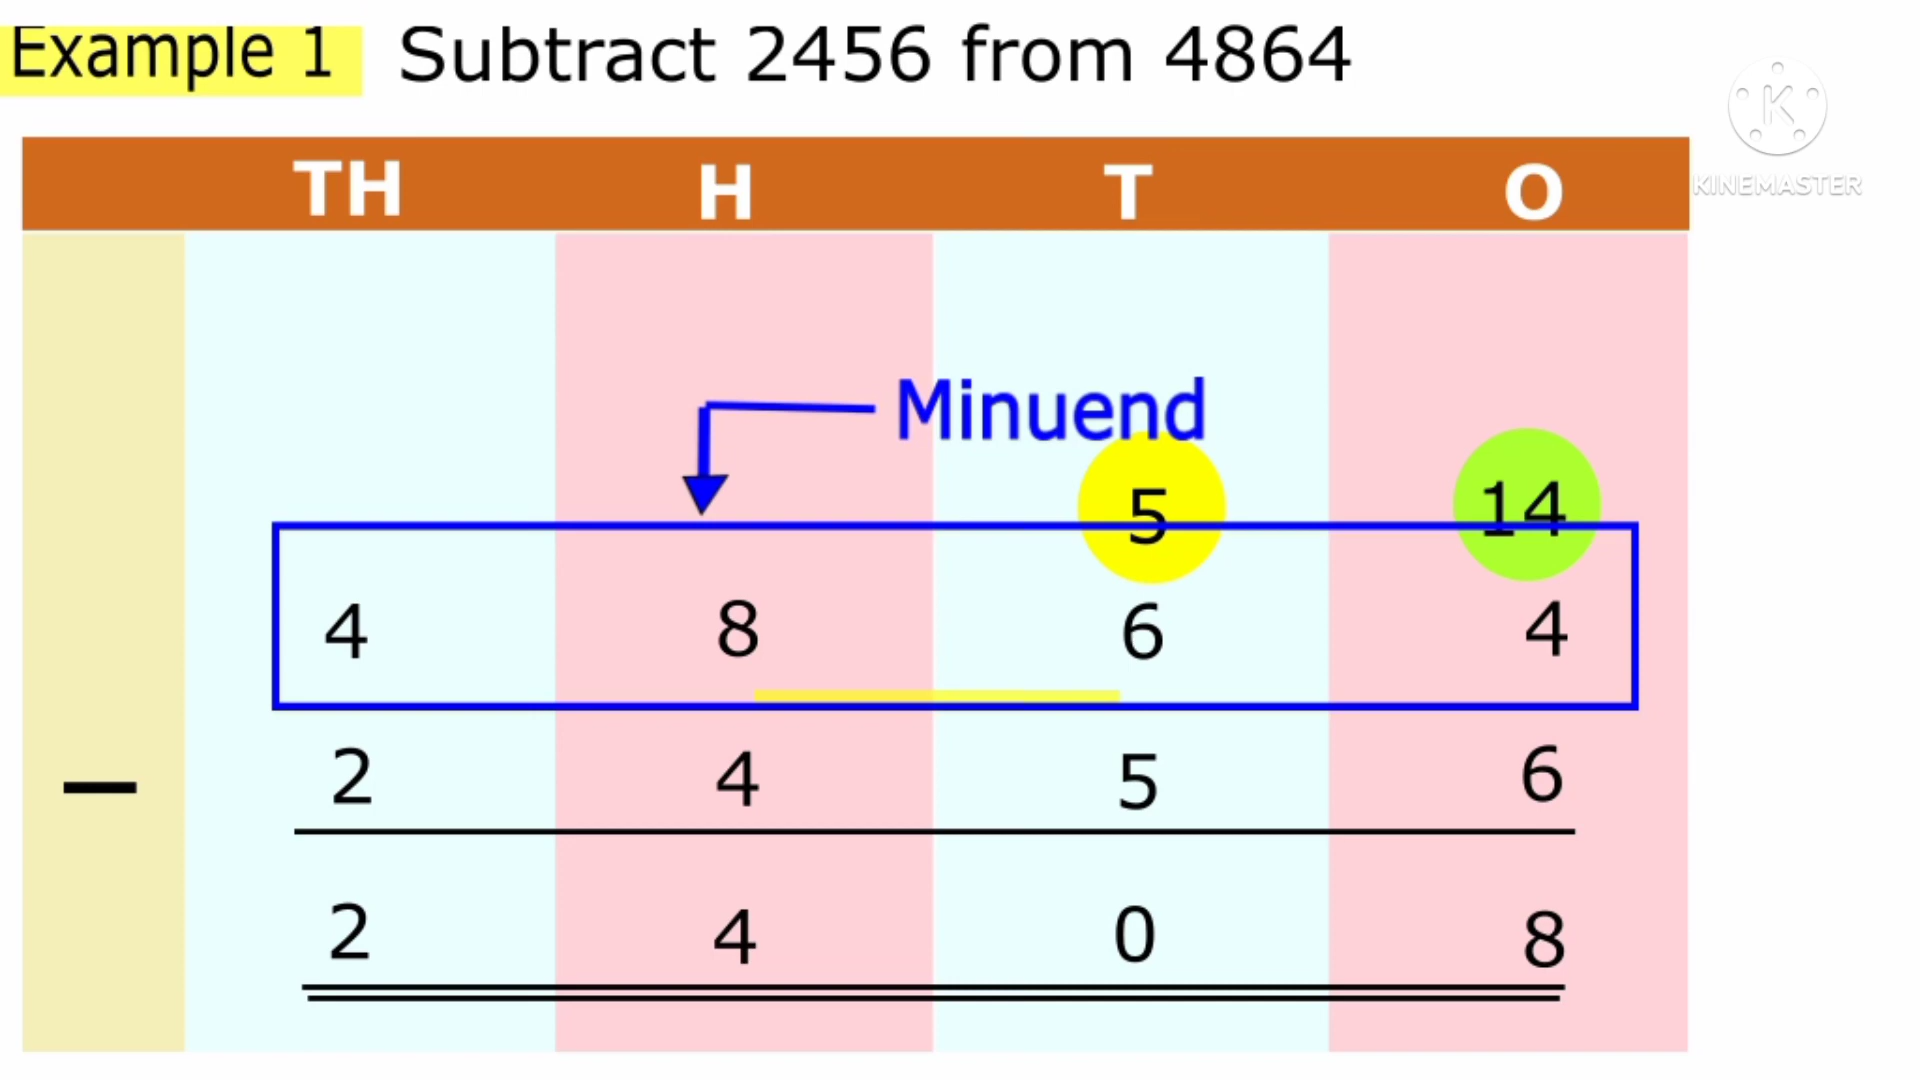 Example 1 Subtract 2456 from 4864
K
KINEMASTER
TH H T O
Minuend
5 14
4 8 6 4
— 2 4 5 6
2 4 0 8